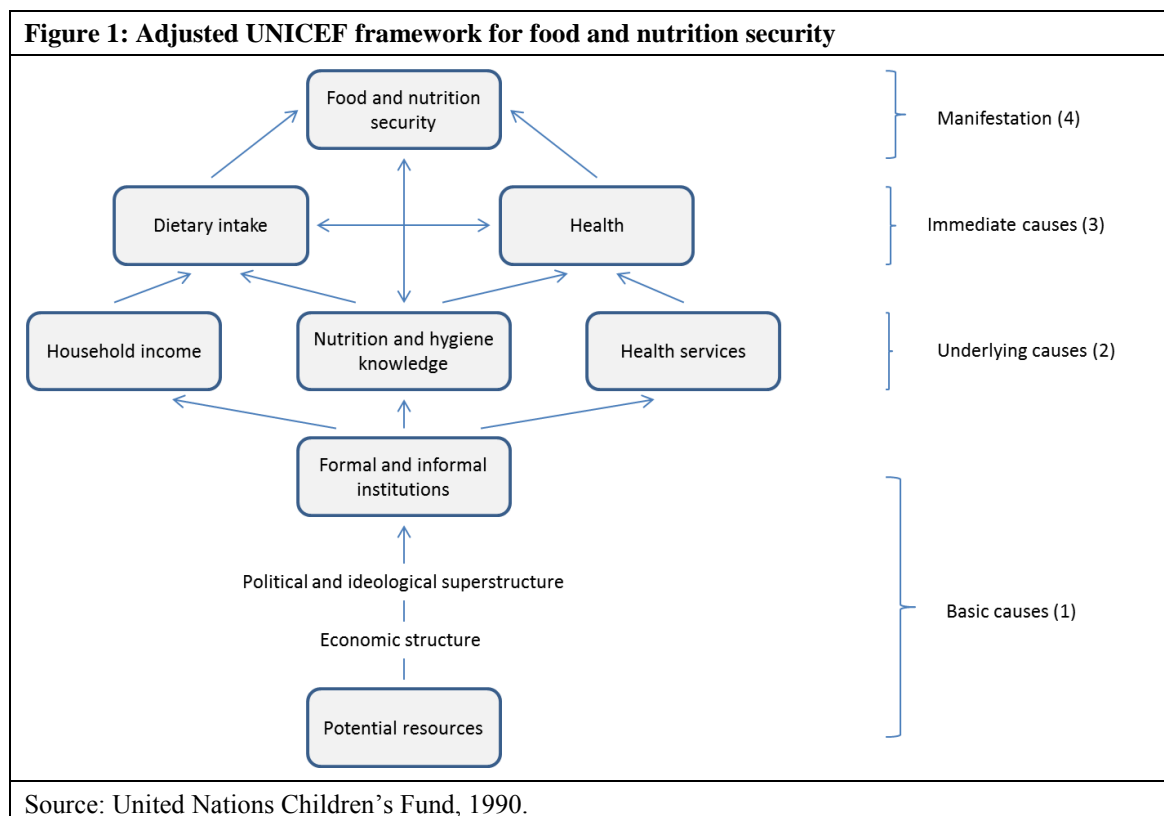 Figure 1: Adjusted UNICEF framework for food and nutrition security
Food and nutrition
security
Manifestation (4)
Dietary intake
Health
Immediate causes (3)
Household income
Nutrition and hygiene
knowledge
Health services
Underlying causes (2)
Formal and informal
institutions
Political and ideological superstructure
Basic causes (1)
Economic structure
Potential resources
Source: United Nations Children's Fund, 1990.